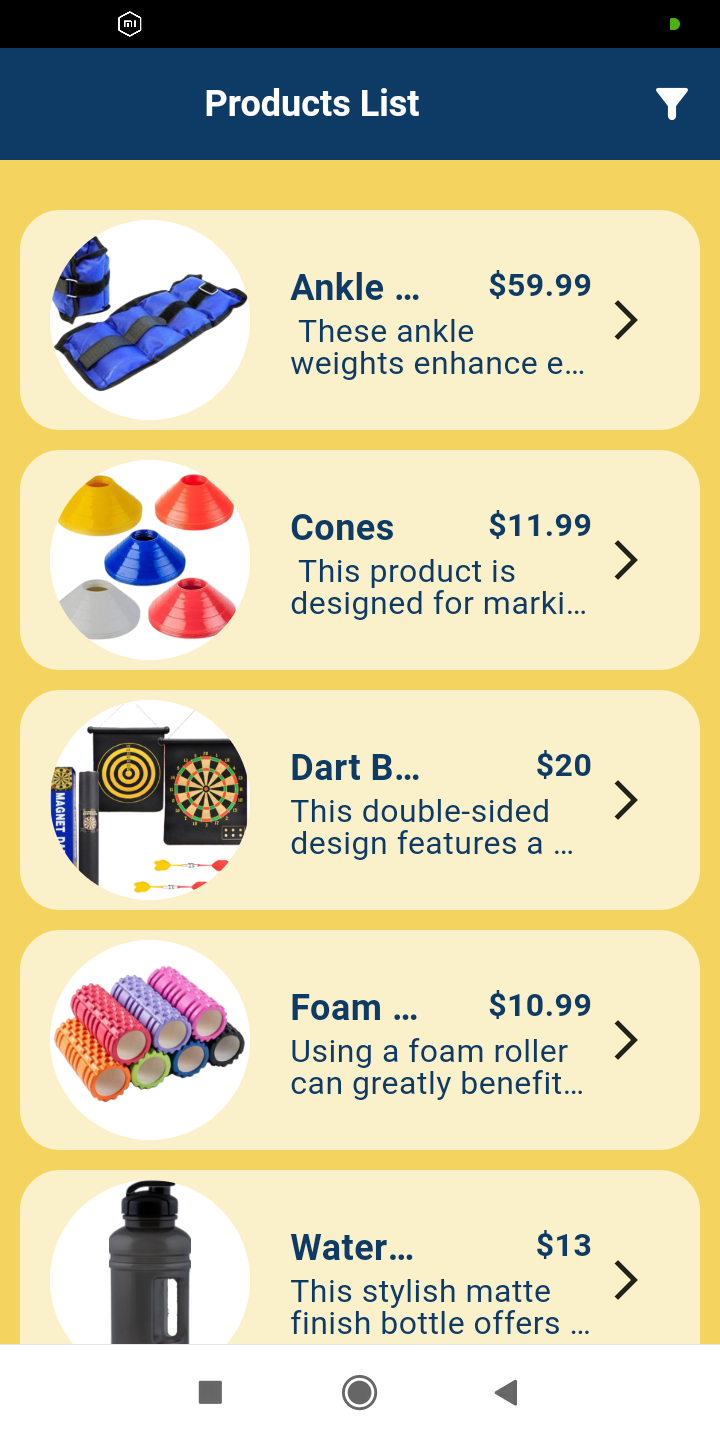 Products List
Ankle ...
$59.99
These ankle
weights enhance e...
Cones
$11.99
This product is
designed for marki...
MAGNET DA
Dart B...
$20
This double-sided
design features a ...
Foam ...
$10.99
Using a foam roller
can greatly benefit...
Water...
$13
This stylish matte
finish bottle offers ...